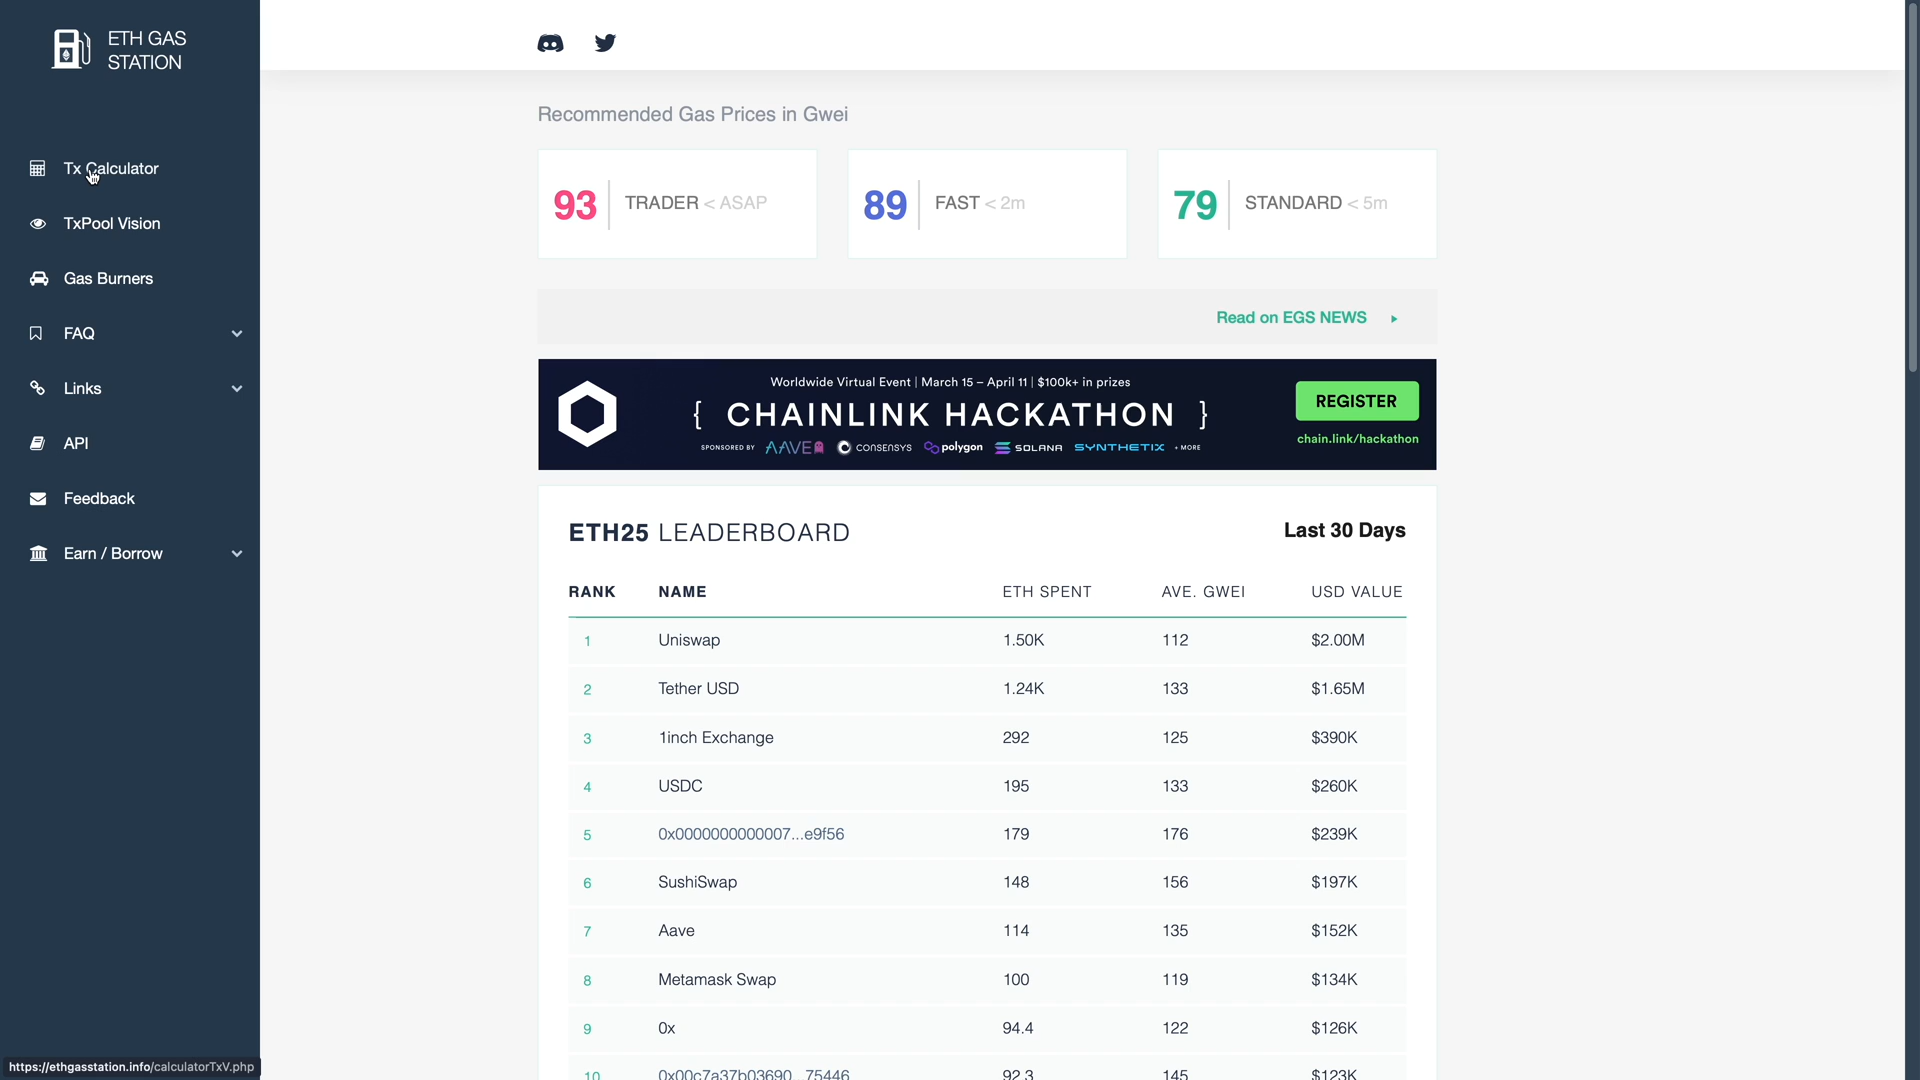 ETH GAS
STATION
Tx Calculator
TxPool Vision
Gas Burners
FAQ
Links
API
Feedback
Earn / Borrow
Recommended Gas Prices in Gwei
93 TRADER < ASAP
89 FAST < 2m
79 STANDARD < 5m
Read on EGS NEWS
Worldwide Virtual Event | March 15 – April 11 | $100k+ in prizes
{ CHAINLINK HACKATHON }
SPONSORED BY AAVE CONSENSYS polygon SOLANA SYNTHETIX + MORE
REGISTER
chain.link/hackathon
ETH25 LEADERBOARD Last 30 Days
RANK NAME ETH SPENT AVE. GWEI USD VALUE
1 Uniswap 1.50K 112 $2.00M
2 Tether USD 1.24K 133 $1.65M
3 1inch Exchange 292 125 $390K
4 USDC 195 133 $260K
5 0x0000000000007...e9f56 179 176 $239K
6 SushiSwap 148 156 $197K
7 Aave 114 135 $152K
8 Metamask Swap 100 119 $134K
9 0x 94.4 122 $126K
10 0x00c7a37b03690...75446 92.3 145 $123K
https://ethgasstation.info/calculatorTxV.php